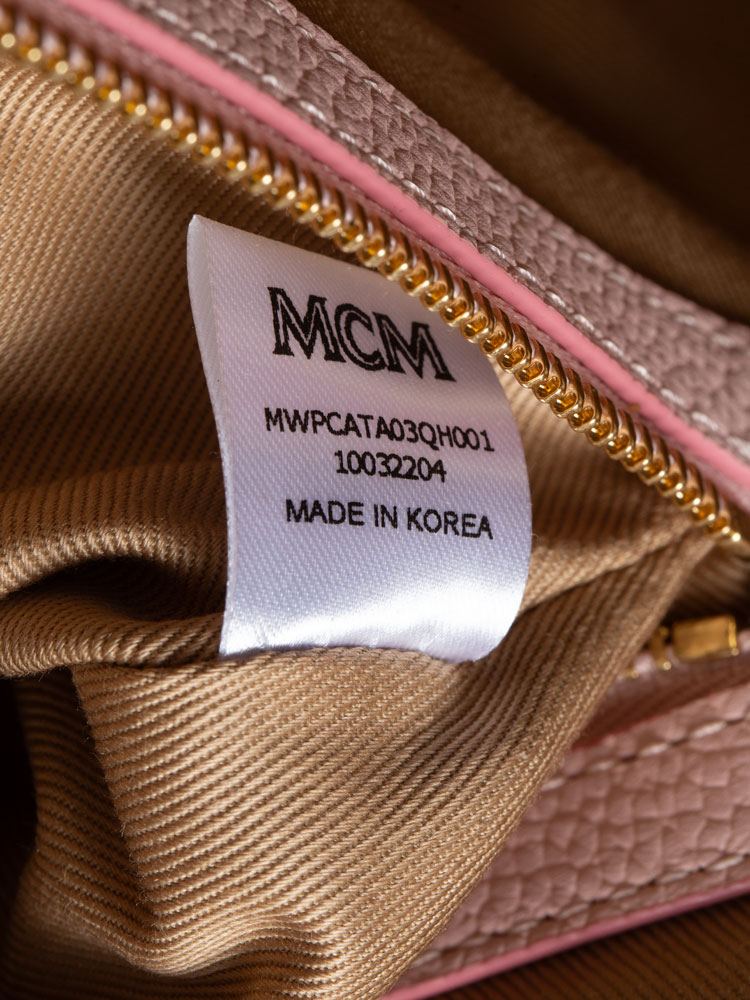 MCM
MWPCATA03QH001
10032204
MADE IN KOREA